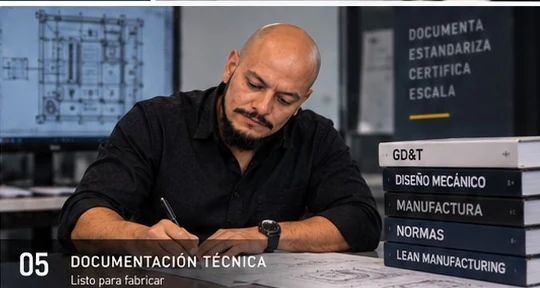 DOCUMENTA
ESTANDARIZA
CERTIFICA
ESCALA
GD&T
DISEÑO MECÁNICO
MANUFACTURA
NORMAS
LEAN MANUFACTURING
05 DOCUMENTACIÓN TÉCNICA
Listo para fabricar